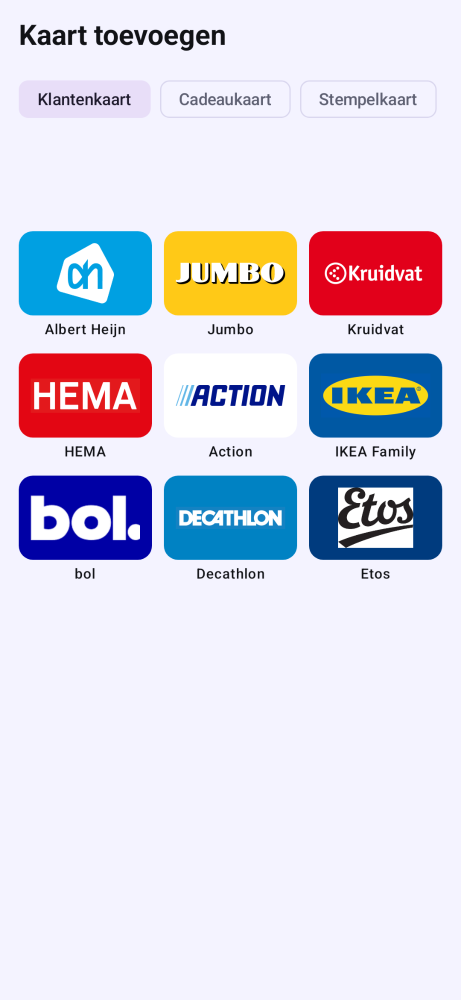 Kaart toevoegen
Klantenkaart Cadeaukaart Stempelkaart
ah JUMBO Kruidvat
Albert Heijn Jumbo Kruidvat
HEMA ACTION IKEA®
HEMA Action IKEA Family
bol. DECATHLON Etos
bol Decathlon Etos